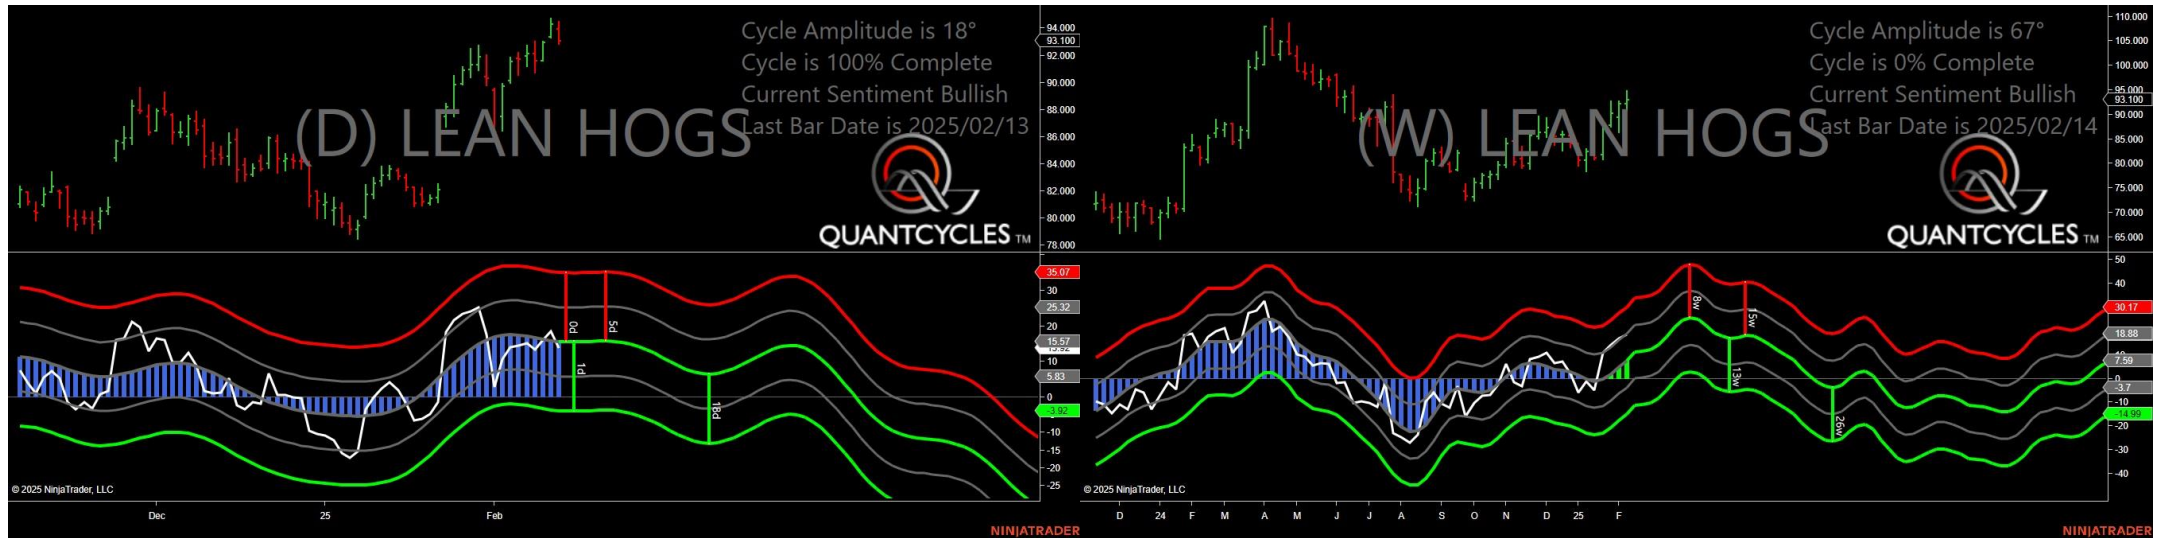 Cycle Amplitude is 18°
Cycle is 100% Complete
Current Sentiment Bullish
Last Bar Date is 2025/02/13
(D) LEAN HOGS
QUANTCYCLES TM
94.000
93.100
92.000
90.000
88.000
86.000
84.000
82.000
80.000
78.000
35.07
30
25.32
20
15.57
10
5.83
0
-3.92
-10
-15
-20
-25
0d
5d
1d
18d
© 2025 NinjaTrader, LLC
Dec
25
Feb
NINJATRADER
Cycle Amplitude is 67°
Cycle is 0% Complete
Current Sentiment Bullish
Last Bar Date is 2025/02/14
(W) LEAN HOGS
QUANTCYCLES TM
110.000
105.000
100.000
95.000
93.100
90.000
85.000
80.000
75.000
70.000
65.000
50
40
30.17
18.88
7.59
0
-3.7
-10
-14.99
-20
-30
-40
8w
15w
13w
26w
© 2025 NinjaTrader, LLC
D
24
F
M
A
M
J
J
A
S
O
N
D
25
F
NINJATRADER